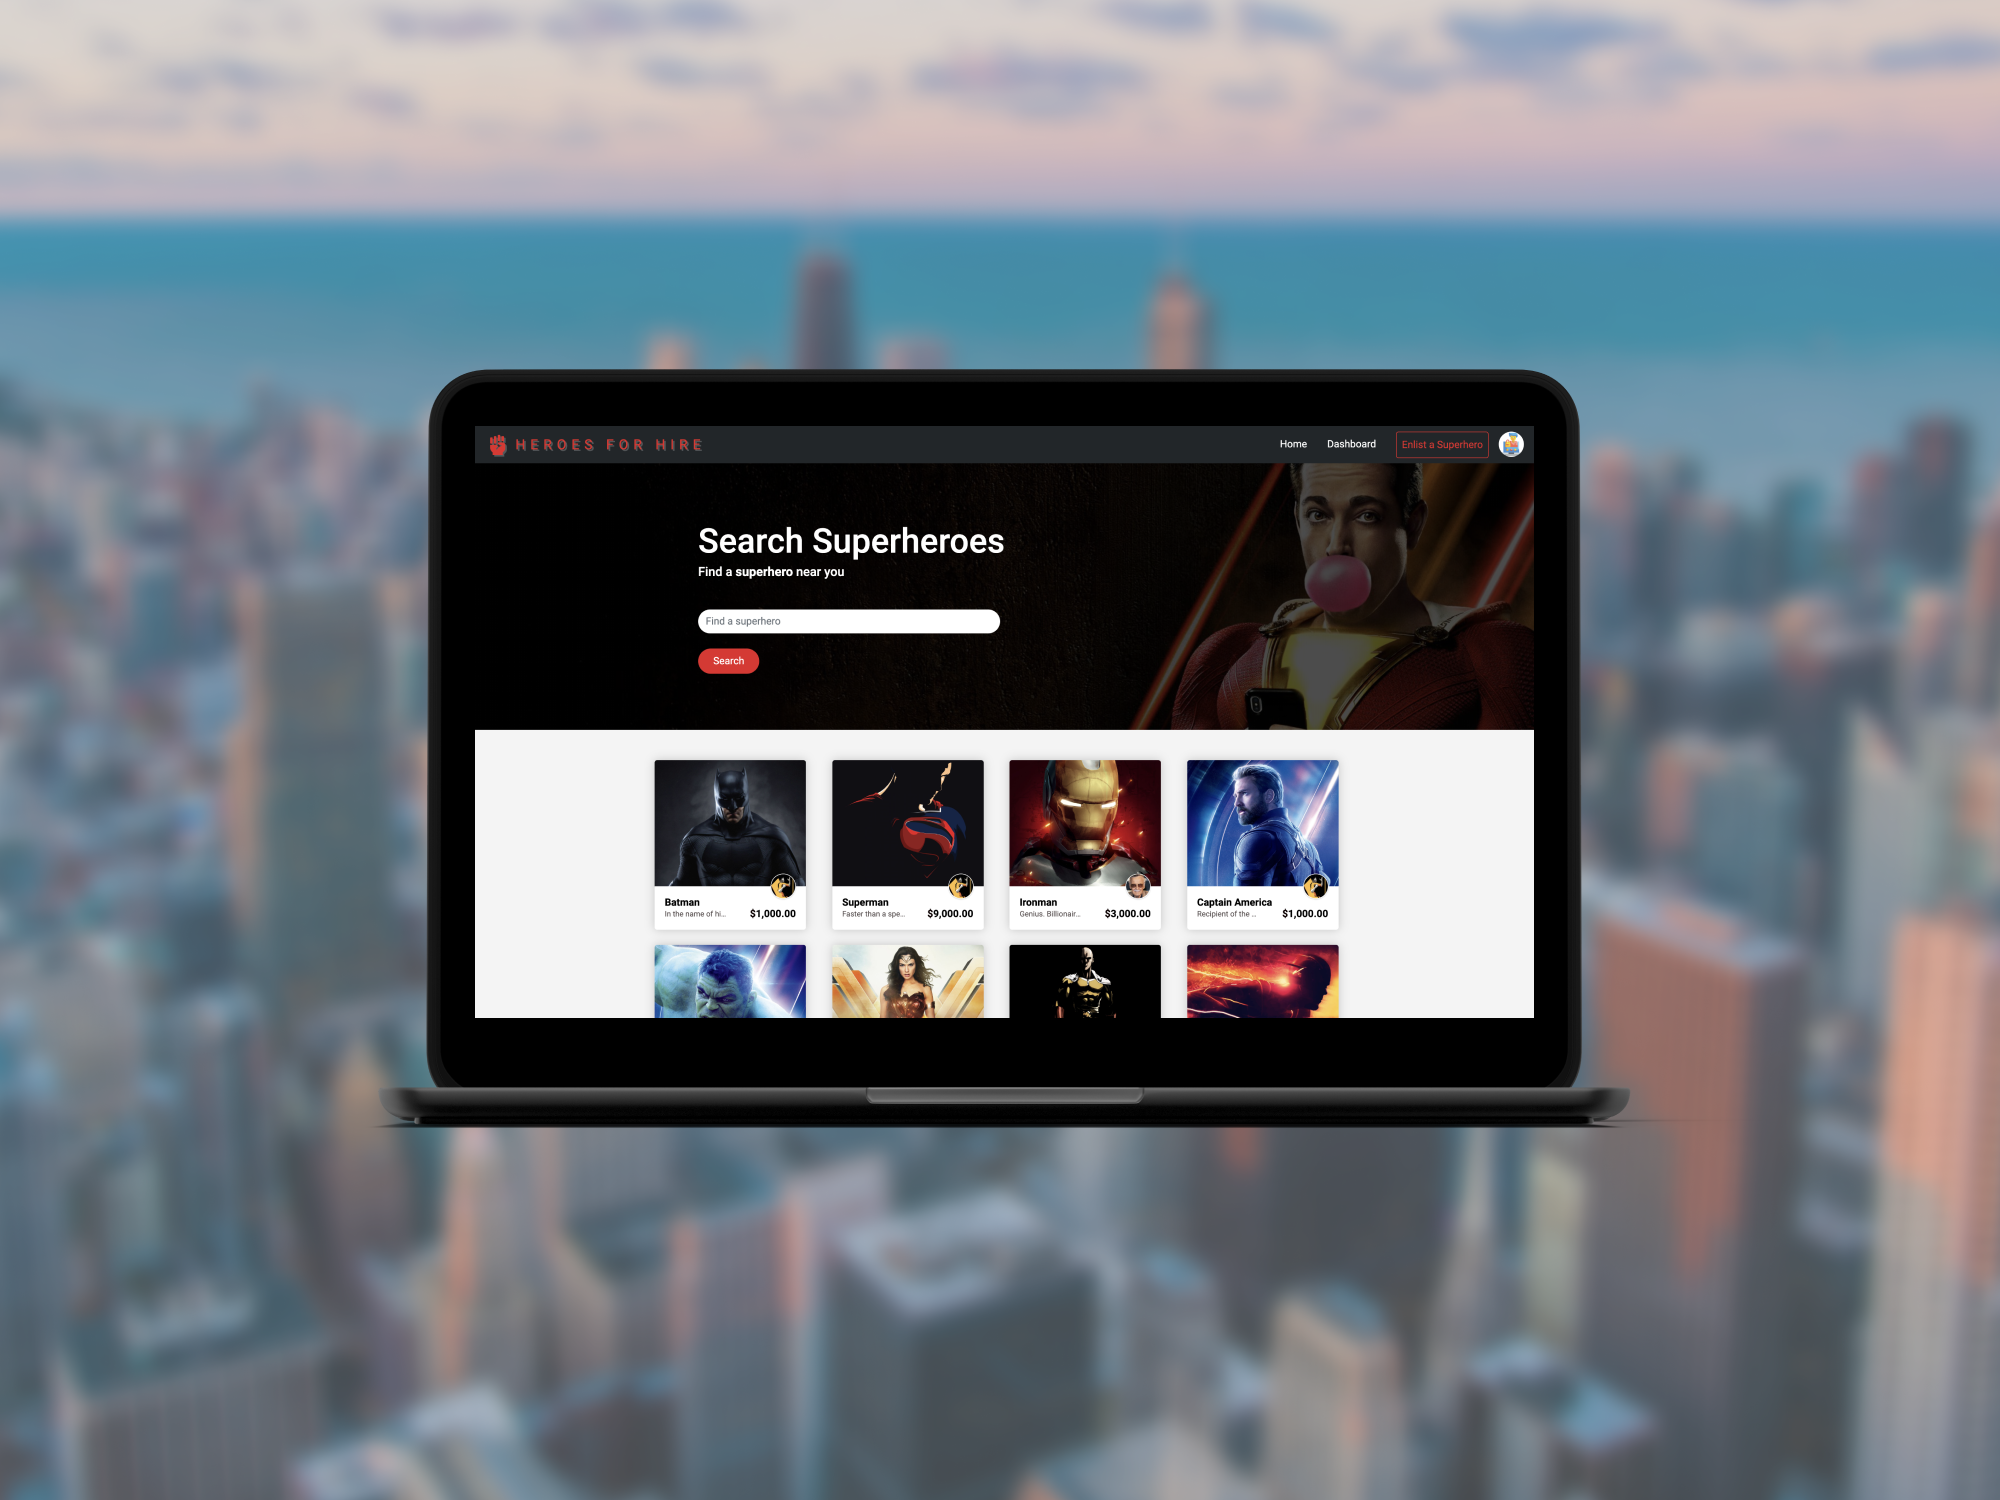 HEROES FOR HIRE
Home Dashboard Enlist a Superhero
Search Superheroes
Find a superhero near you
Find a superhero
Search
Batman
In the name of hi... $1,000.00
Superman
Faster than a spe... $9,000.00
Ironman
Genius. Billionair... $3,000.00
Captain America
Recipient of the ... $1,000.00